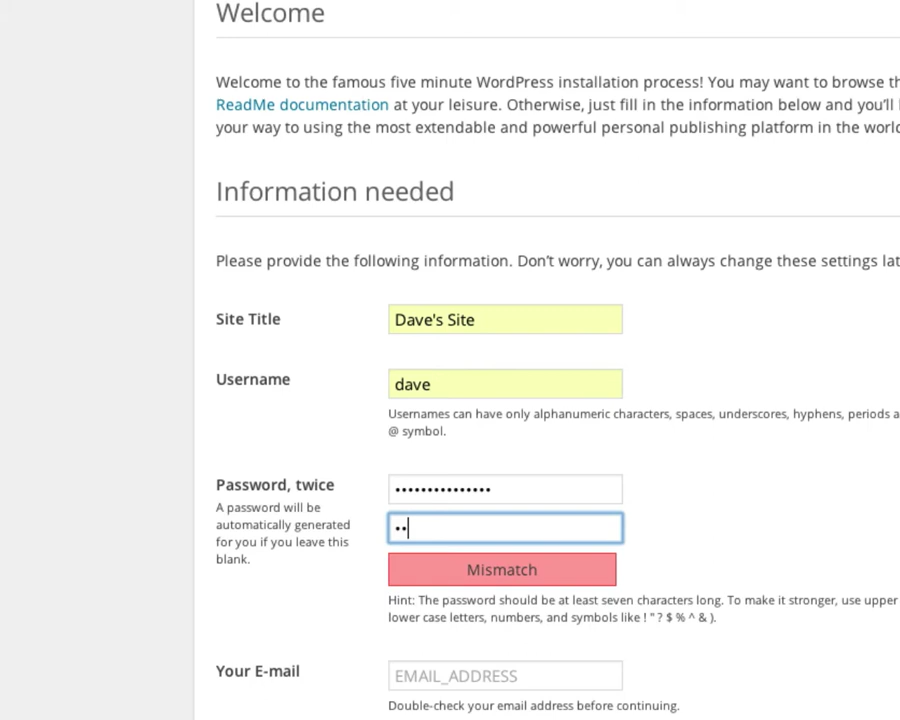 Welcome
Welcome to the famous five minute WordPress installation process! You may want to browse
ReadMe documentation at your leisure. Otherwise, just fill in the information below and you'll
your way to using the most extendable and powerful personal publishing platform in the
Information needed
Please provide the following information. Don't worry, you can always change these settings
Site Title
Dave's Site
Username
dave
Usernames can have only alphanumeric characters, spaces, underscores, hyphens, periods
@ symbol.
Password, twice
•••••••••••••••
A password will be
automatically generated
for you if you leave this
blank.
••
Mismatch
Hint: The password should be at least seven characters long. To make it stronger, use upper
lower case letters, numbers, and symbols like ! " ? $ % ^ & ).
Your E-mail
EMAIL_ADDRESS
Double-check your email address before continuing.